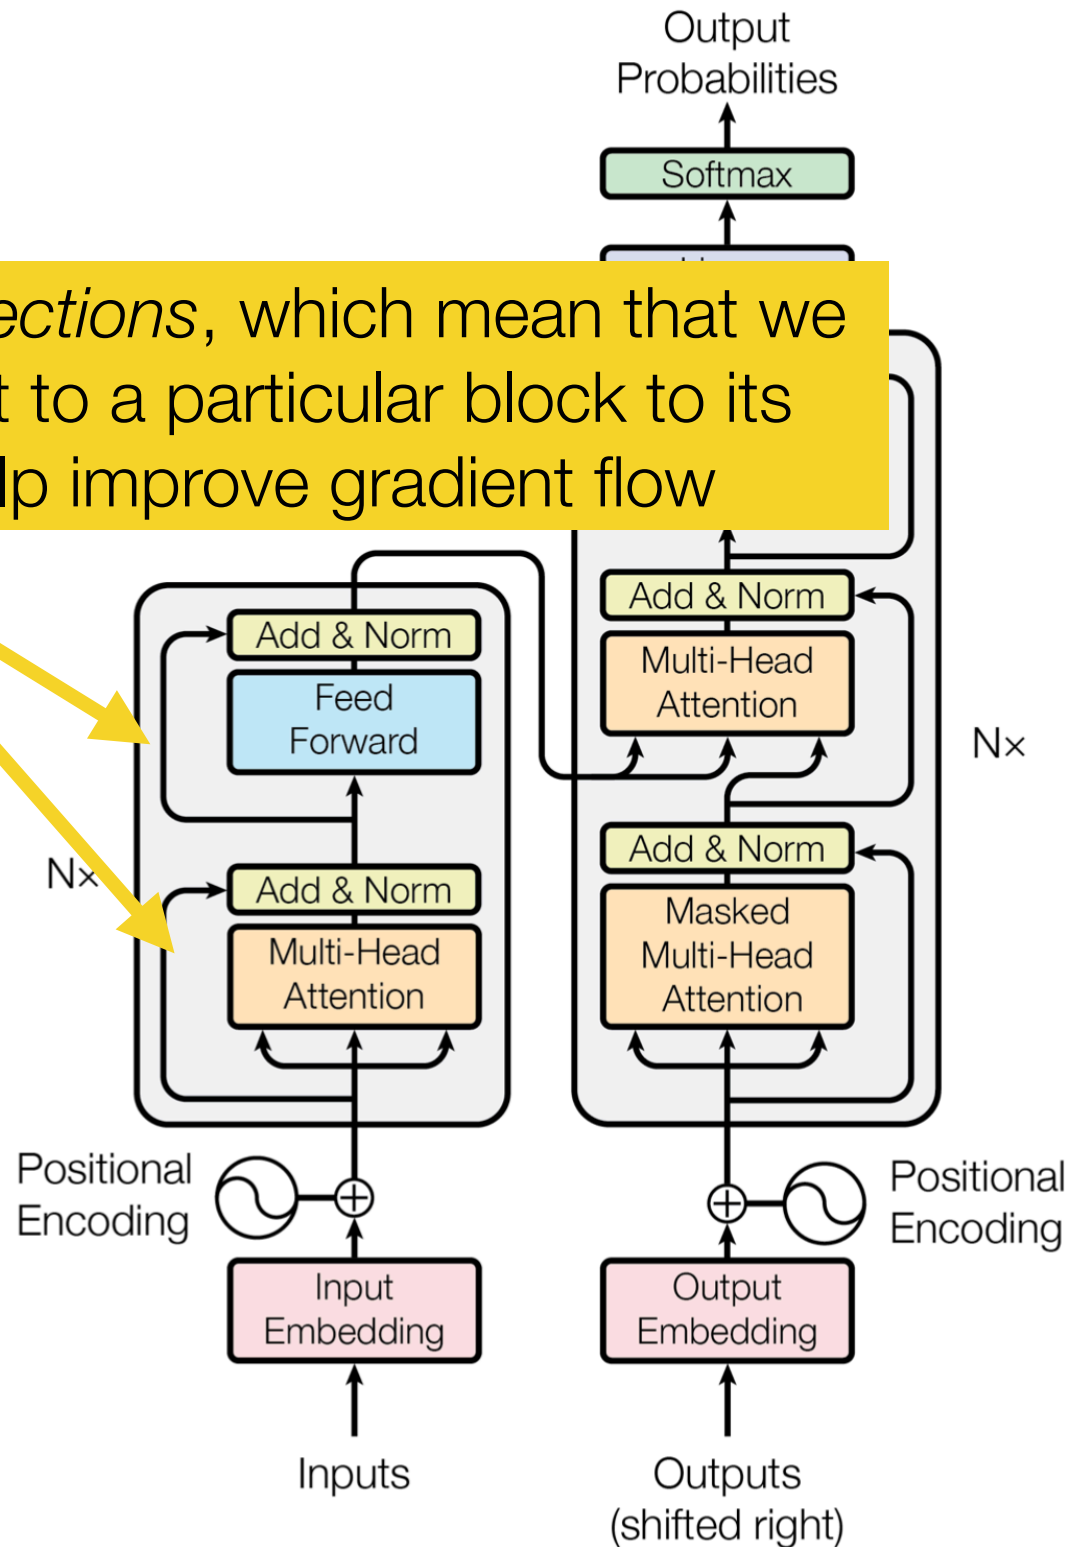 Output
Probabilities
Softmax
ections, which mean that we
t to a particular block to its
lp improve gradient flow
Add & Norm
Multi-Head
Attention
Add & Norm
Feed
Forward
Nx
Nx
Add & Norm
Masked
Multi-Head
Attention
Add & Norm
Multi-Head
Attention
Positional
Encoding
Positional
Encoding
Input
Embedding
Output
Embedding
Inputs
Outputs
(shifted right)